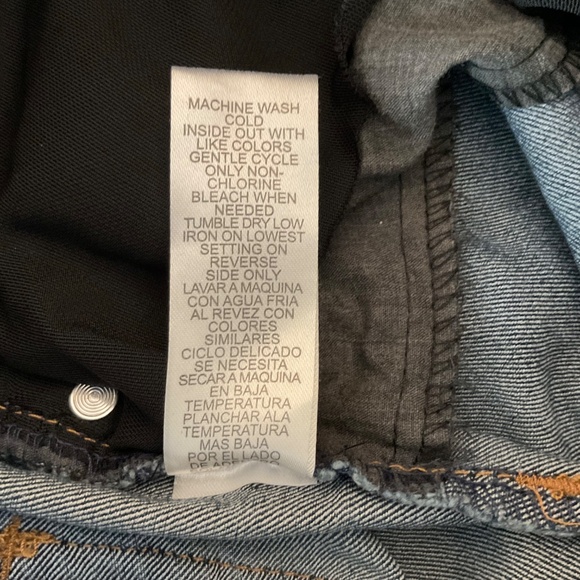 MACHINE WASH
COLD
INSIDE OUT WITH
LIKE COLORS
GENTLE CYCLE
ONLY NON-
CHLORINE
BLEACH WHEN
NEEDED
TUMBLE DRY LOW
IRON ON LOWEST
SETTING ON
REVERSE
SIDE ONLY
LAVAR A MAQUINA
CON AGUA FRIA
AL REVEZ CON
COLORES
SIMILARES
CICLO DELICADO
SE NECESITA
SECAR A MAQUINA
EN BAJA
TEMPERATURA
PLANCHAR ALA
TEMPERATURA
MAS BAJA
POR EL LADO
DE